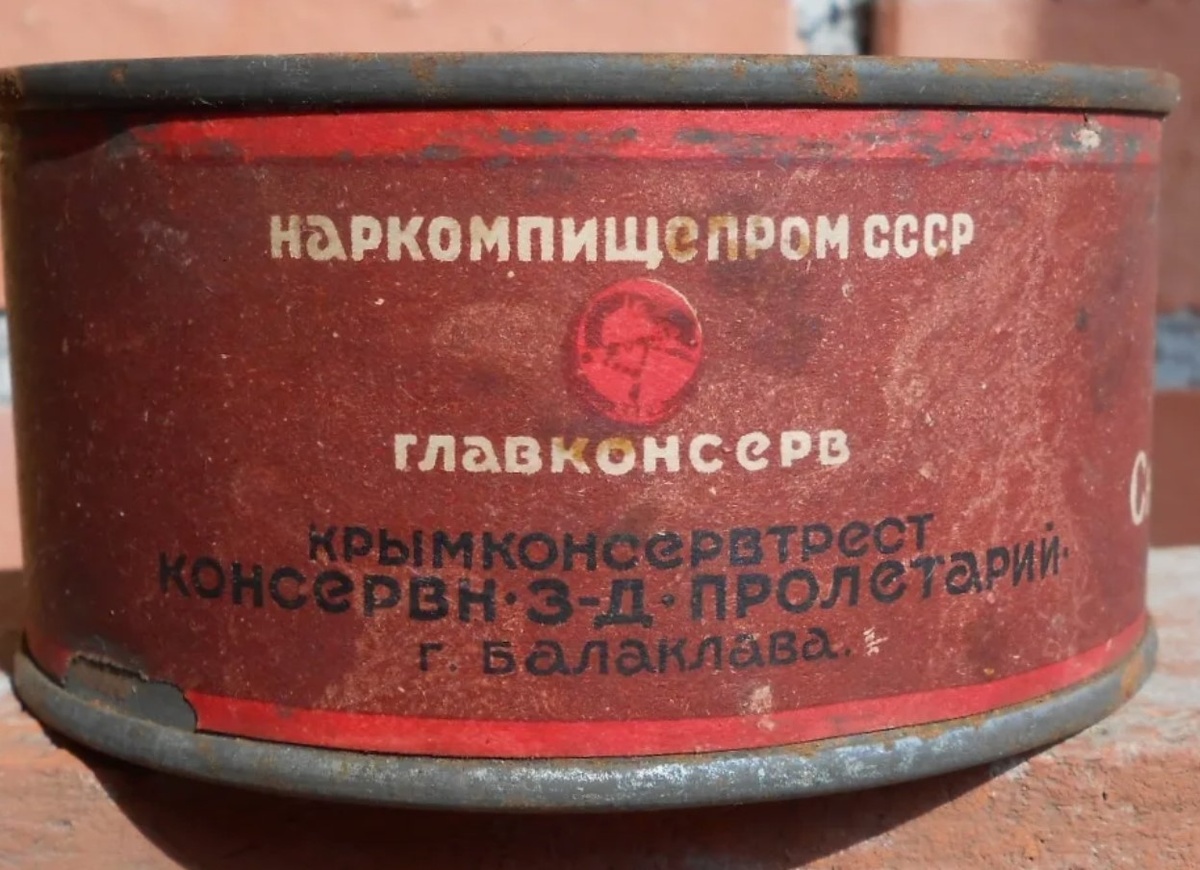 наркомпищепром СССР
главконсерв
крымконсервтрест
консервн·з-д·пролетарий·
г. Балаклава.